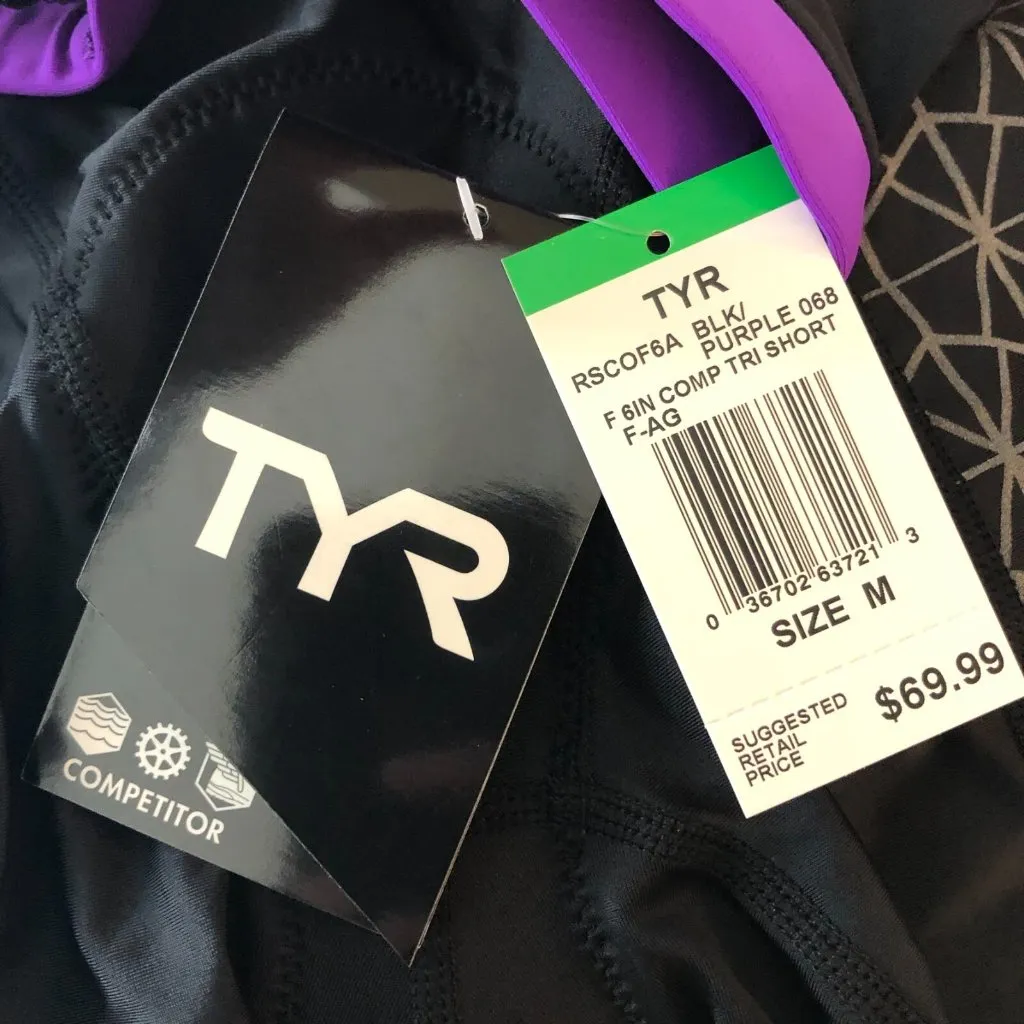 TYR
COMPETITOR
TYR
RSCOF6A BLK/
PURPLE 068
F 6IN COMP TRI SHORT
F-AG
0 36702 63721 3
SIZE M
SUGGESTED
RETAIL
PRICE
$69.99